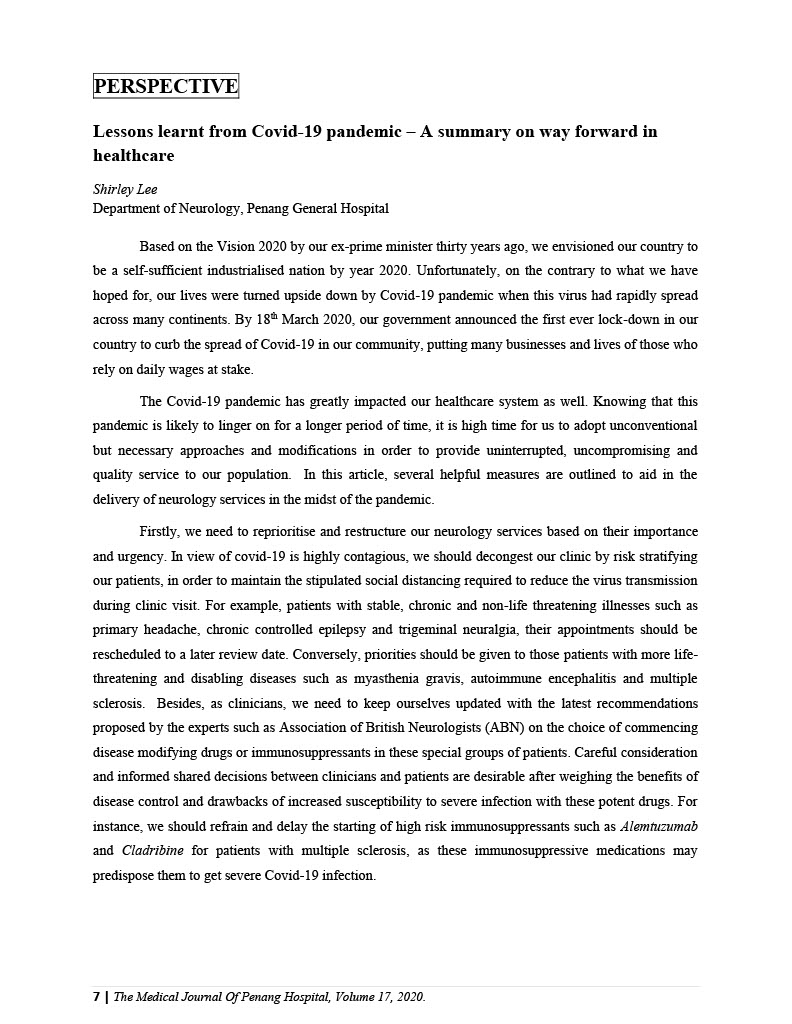 PERSPECTIVE
Lessons learnt from Covid-19 pandemic – A summary on way forward in
healthcare
Shirley Lee
Department of Neurology, Penang General Hospital
Based on the Vision 2020 by our ex-prime minister thirty years ago, we envisioned our country to
be a self-sufficient industrialised nation by year 2020. Unfortunately, on the contrary to what we have
hoped for, our lives were turned upside down by Covid-19 pandemic when this virus had rapidly spread
across many continents. By 18th March 2020, our government announced the first ever lock-down in our
country to curb the spread of Covid-19 in our community, putting many businesses and lives of those who
rely on daily wages at stake.
The Covid-19 pandemic has greatly impacted our healthcare system as well. Knowing that this
pandemic is likely to linger on for a longer period of time, it is high time for us to adopt unconventional
but necessary approaches and modifications in order to provide uninterrupted, uncompromising and
quality service to our population. In this article, several helpful measures are outlined to aid in the
delivery of neurology services in the midst of the pandemic.
Firstly, we need to reprioritise and restructure our neurology services based on their importance
and urgency. In view of covid-19 is highly contagious, we should decongest our clinic by risk stratifying
our patients, in order to maintain the stipulated social distancing required to reduce the virus transmission
during clinic visit. For example, patients with stable, chronic and non-life threatening illnesses such as
primary headache, chronic controlled epilepsy and trigeminal neuralgia, their appointments should be
rescheduled to a later review date. Conversely, priorities should be given to those patients with more life-
threatening and disabling diseases such as myasthenia gravis, autoimmune encephalitis and multiple
sclerosis. Besides, as clinicians, we need to keep ourselves updated with the latest recommendations
proposed by the experts such as Association of British Neurologists (ABN) on the choice of commencing
disease modifying drugs or immunosuppressants in these special groups of patients. Careful consideration
and informed shared decisions between clinicians and patients are desirable after weighing the benefits of
disease control and drawbacks of increased susceptibility to severe infection with these potent drugs. For
instance, we should refrain and delay the starting of high risk immunosuppressants such as Alemtuzumab
and Cladribine for patients with multiple sclerosis, as these immunosuppressive medications may
predispose them to get severe Covid-19 infection.
7 | The Medical Journal Of Penang Hospital, Volume 17, 2020.